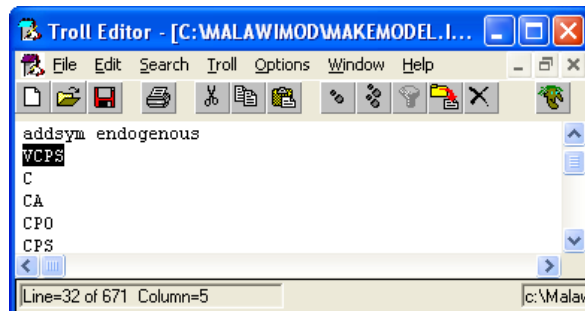 Troll Editor - [C:\MALAWIMOD\MAKEMODEL.I...
File Edit Search Troll Options Window Help
addsym endogenous
VCPS
C
CA
CPO
CPS
Line=32 of 671 Column=5
c:\Malaw